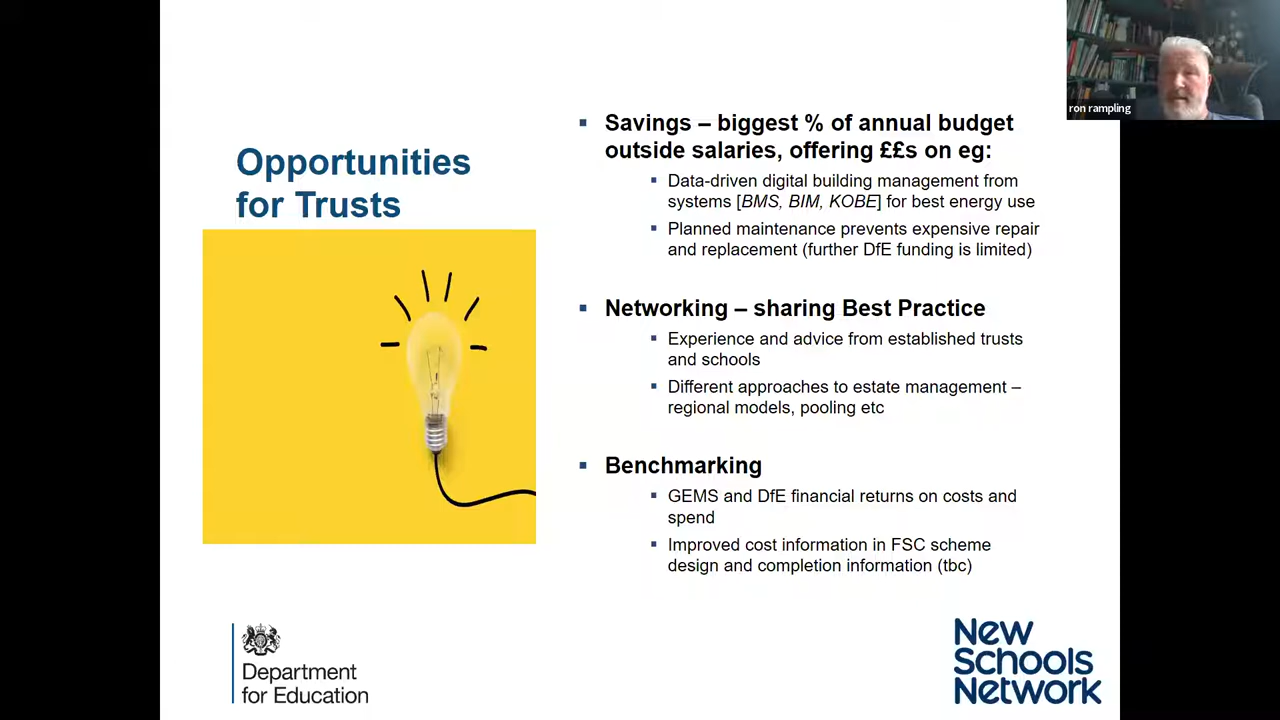 Opportunities
for Trusts
▪ Savings – biggest % of annual budget
outside salaries, offering ££s on eg:
▪ Data-driven digital building management from
systems [BMS, BIM, KOBE] for best energy use
▪ Planned maintenance prevents expensive repair
and replacement (further DfE funding is limited)
▪ Networking – sharing Best Practice
▪ Experience and advice from established trusts
and schools
▪ Different approaches to estate management –
regional models, pooling etc
▪ Benchmarking
▪ GEMS and DfE financial returns on costs and
spend
▪ Improved cost information in FSC scheme
design and completion information (tbc)
Department
for Education
New
Schools
Network
ron rampling